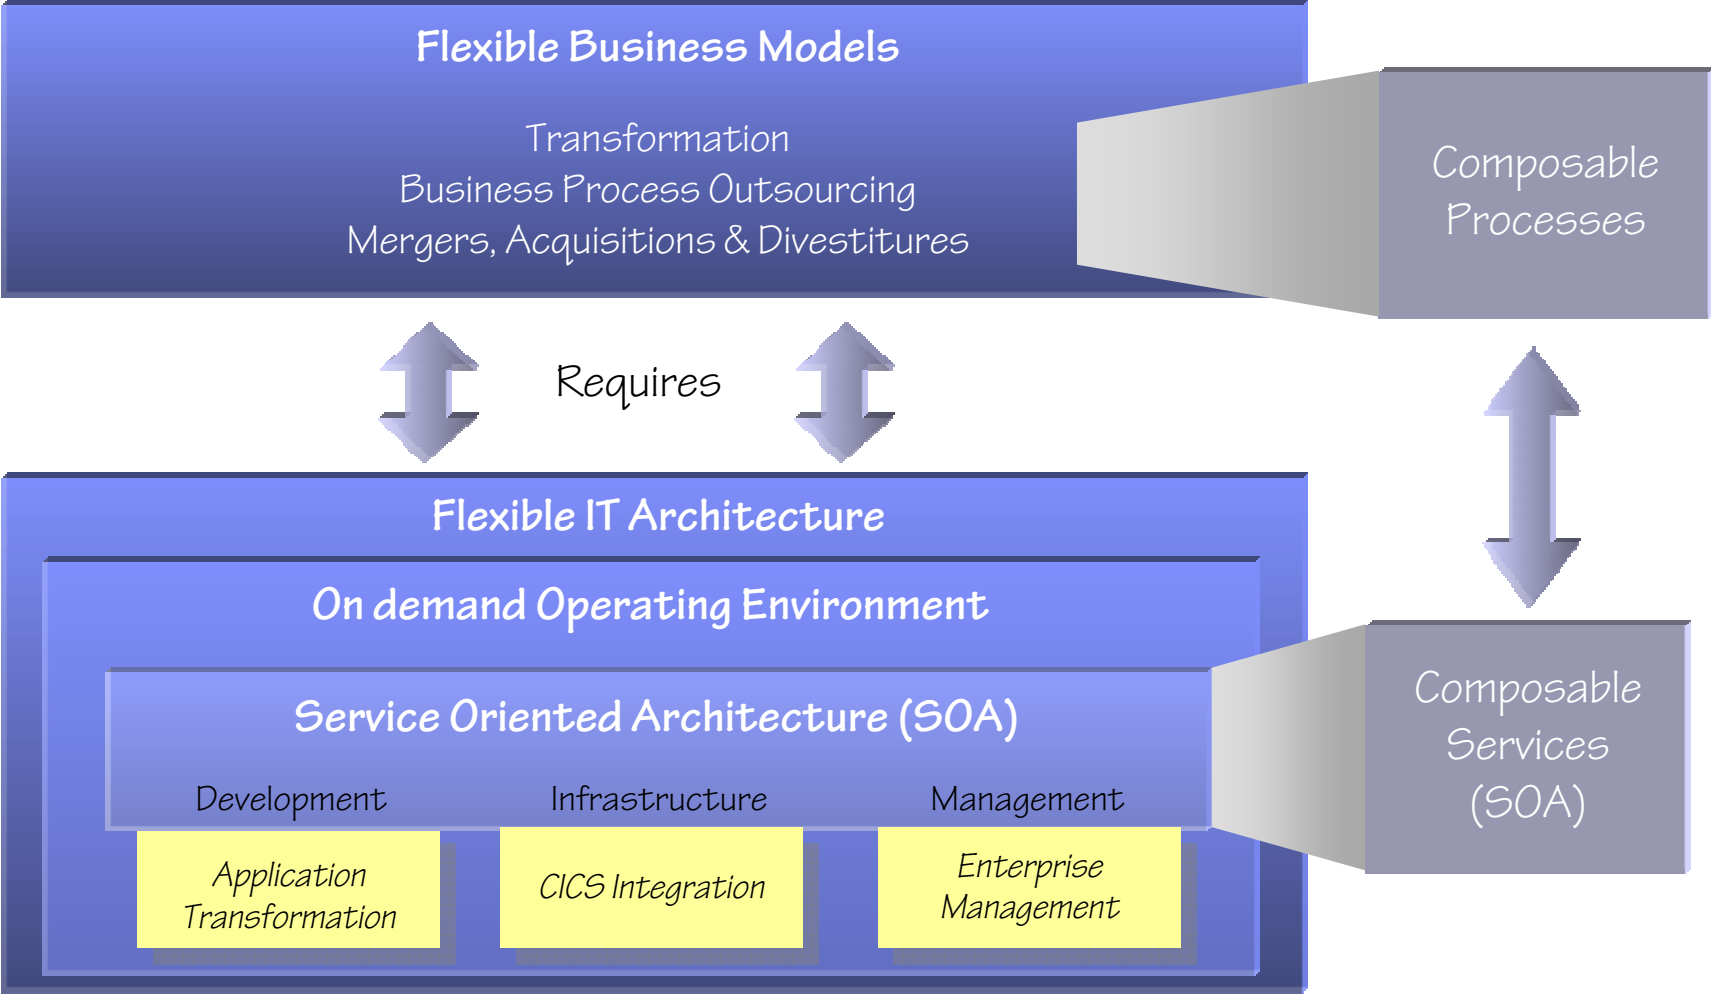 Flexible Business Models
Transformation
Business Process Outsourcing
Mergers, Acquisitions & Divestitures
Composable
Processes
Requires
Flexible IT Architecture
On demand Operating Environment
Service Oriented Architecture (SOA)
Development
Infrastructure
Management
Application
Transformation
CICS Integration
Enterprise
Management
Composable
Services
(SOA)